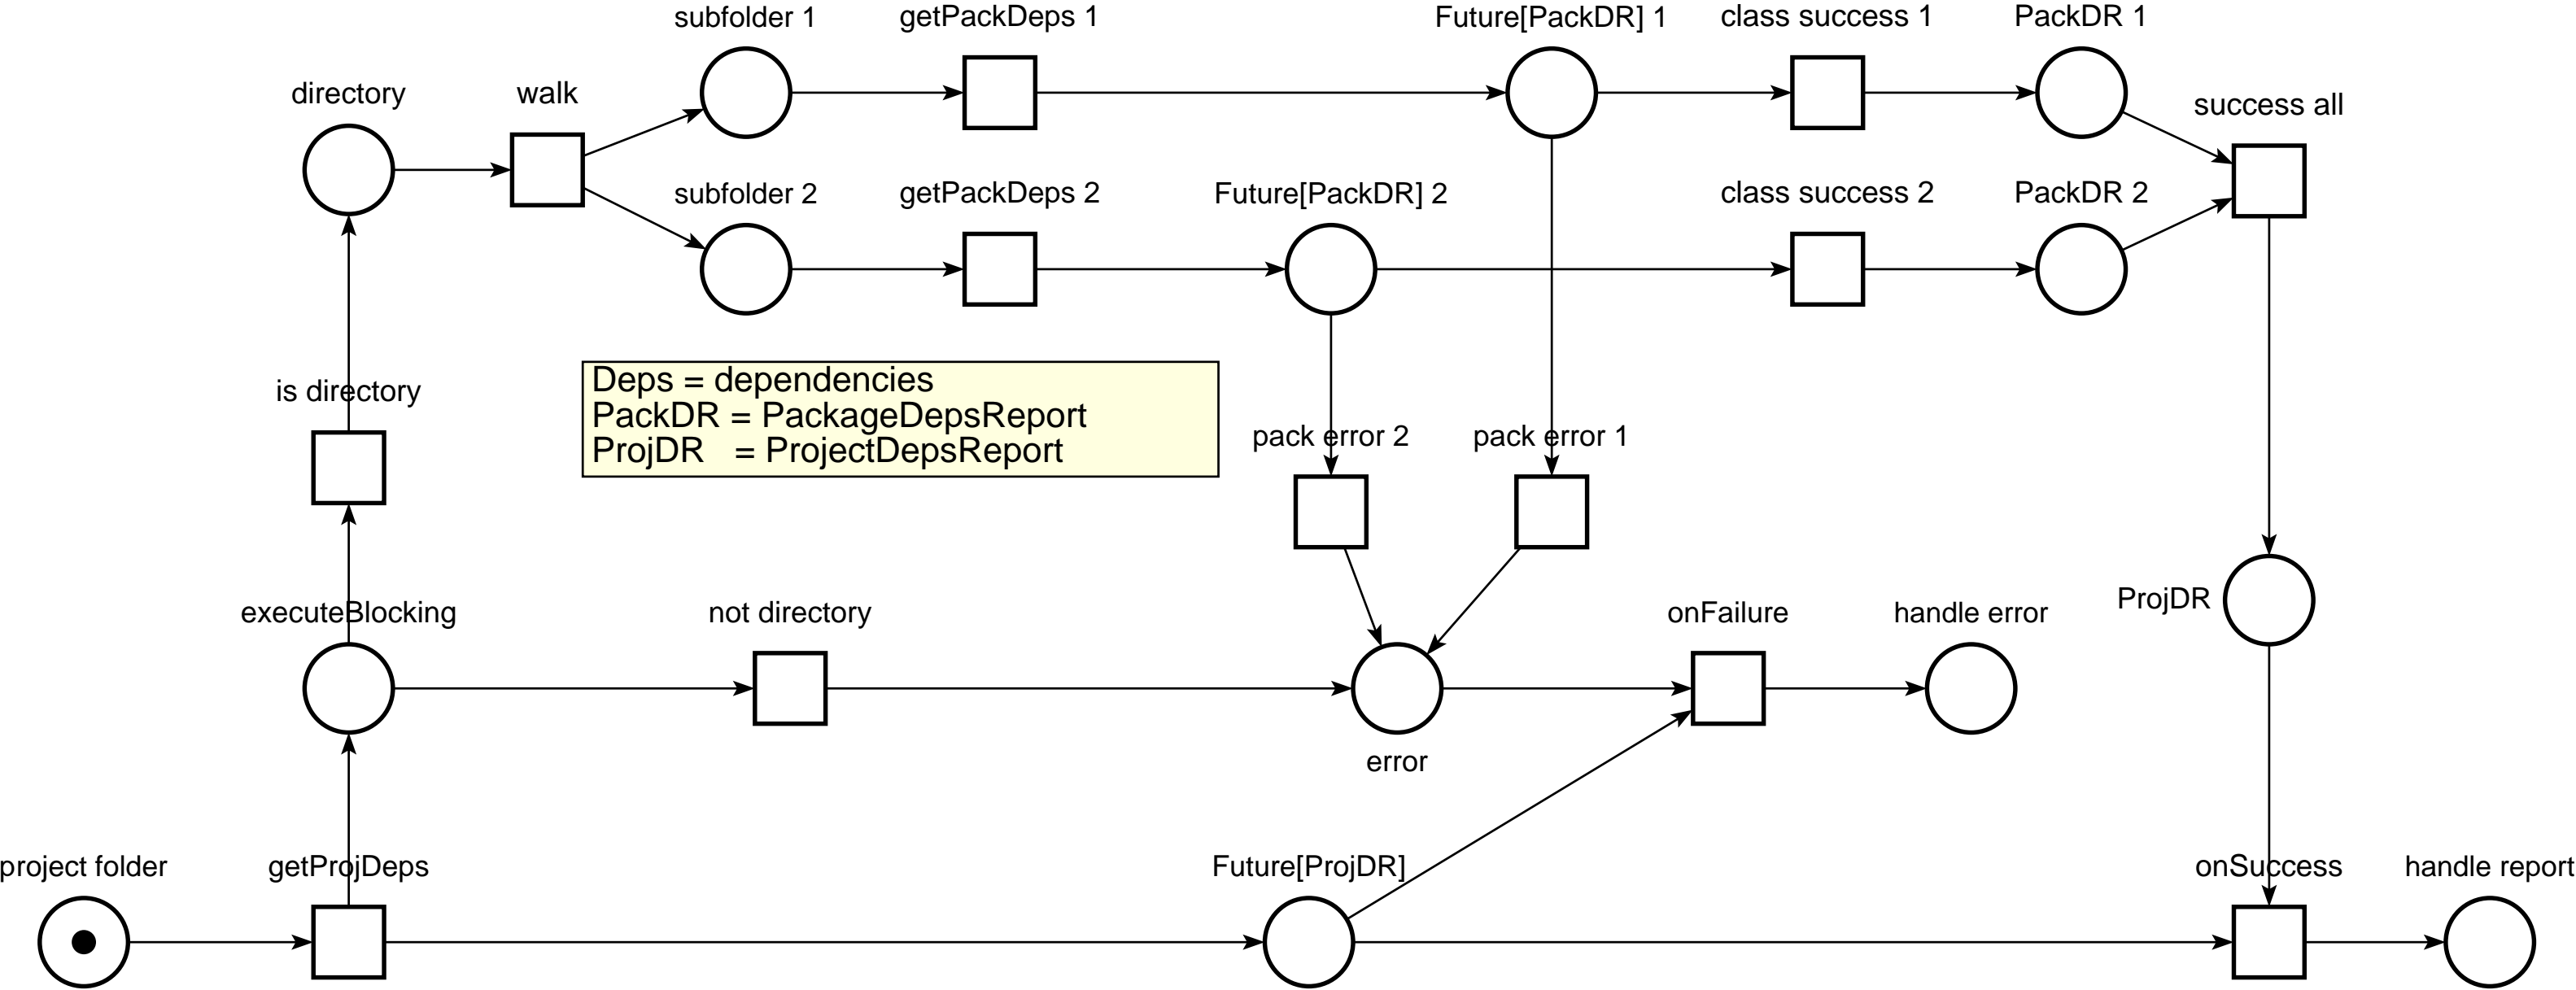 subfolder 1
getPackDeps 1
Future[PackDR] 1
class success 1
PackDR 1
directory
walk
success all
subfolder 2
getPackDeps 2
Future[PackDR] 2
class success 2
PackDR 2
is directory
Deps = dependencies
PackDR = PackageDepsReport
ProjDR = ProjectDepsReport
pack error 2
pack error 1
executeBlocking
not directory
onFailure
handle error
ProjDR
error
project folder
getProjDeps
Future[ProjDR]
onSuccess
handle report